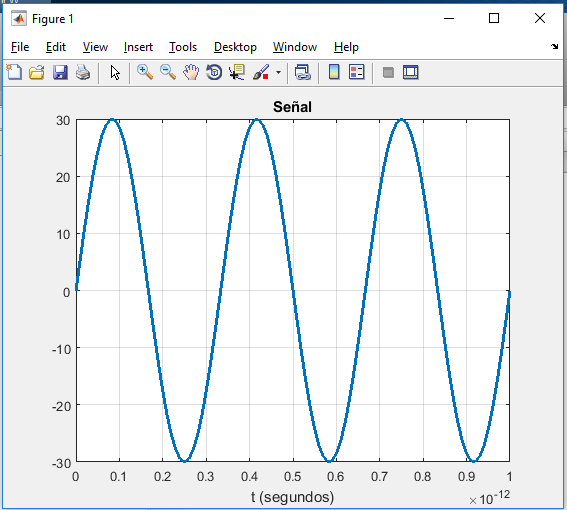 Figure 1
File Edit View Insert Tools Desktop Window Help
Señal
30
20
10
0
-10
-20
-30
0 0.1 0.2 0.3 0.4 0.5 0.6 0.7 0.8 0.9 1
t (segundos) ×10-12